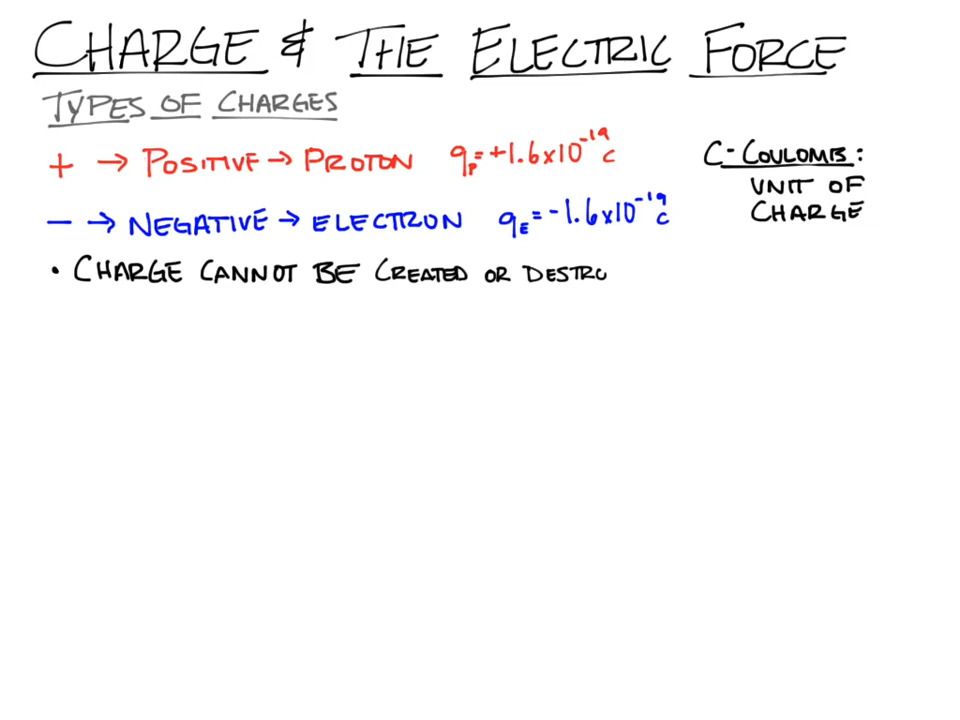 CHARGE & THE ELECTRIC FORCE
TYPES OF CHARGES
+ → POSITIVE → PROTON qP = +1.6x10⁻¹⁹ C
C - COULOMB:
UNIT OF
CHARGE
— → NEGATIVE → ELECTRON qE = -1.6x10⁻¹⁹ C
• CHARGE CANNOT BE CREATED OR DESTRO